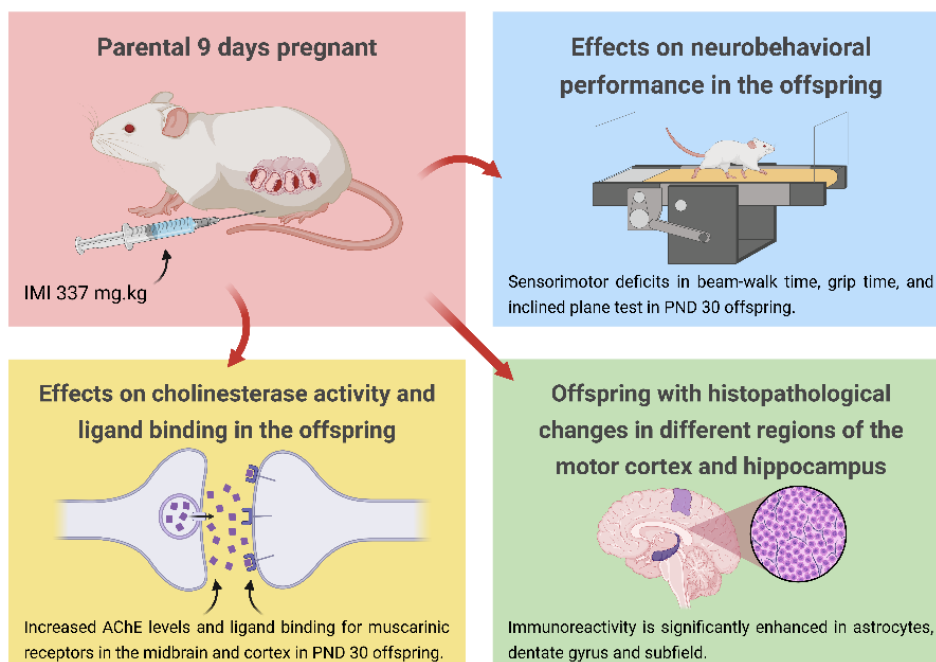 Parental 9 days pregnant
IMI 337 mg.kg
Effects on neurobehavioral
performance in the offspring
Sensorimotor deficits in beam-walk time, grip time, and
inclined plane test in PND 30 offspring.
Effects on cholinesterase activity and
ligand binding in the offspring
Increased AChE levels and ligand binding for muscarinic
receptors in the midbrain and cortex in PND 30 offspring.
Offspring with histopathological
changes in different regions of the
motor cortex and hippocampus
Immunoreactivity is significantly enhanced in astrocytes,
dentate gyrus and subfield.